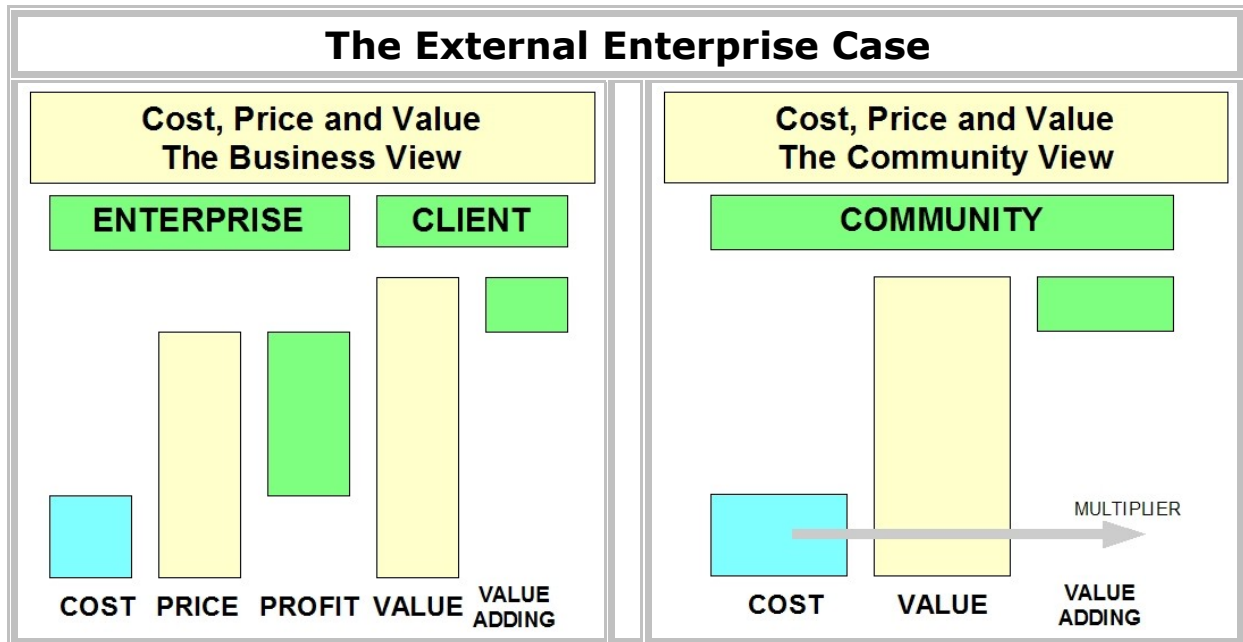 The External Enterprise Case
Cost, Price and Value
The Business View
ENTERPRISE
CLIENT
COST
PRICE
PROFIT
VALUE
VALUE
ADDING
Cost, Price and Value
The Community View
COMMUNITY
MULTIPLIER
COST
VALUE
VALUE
ADDING